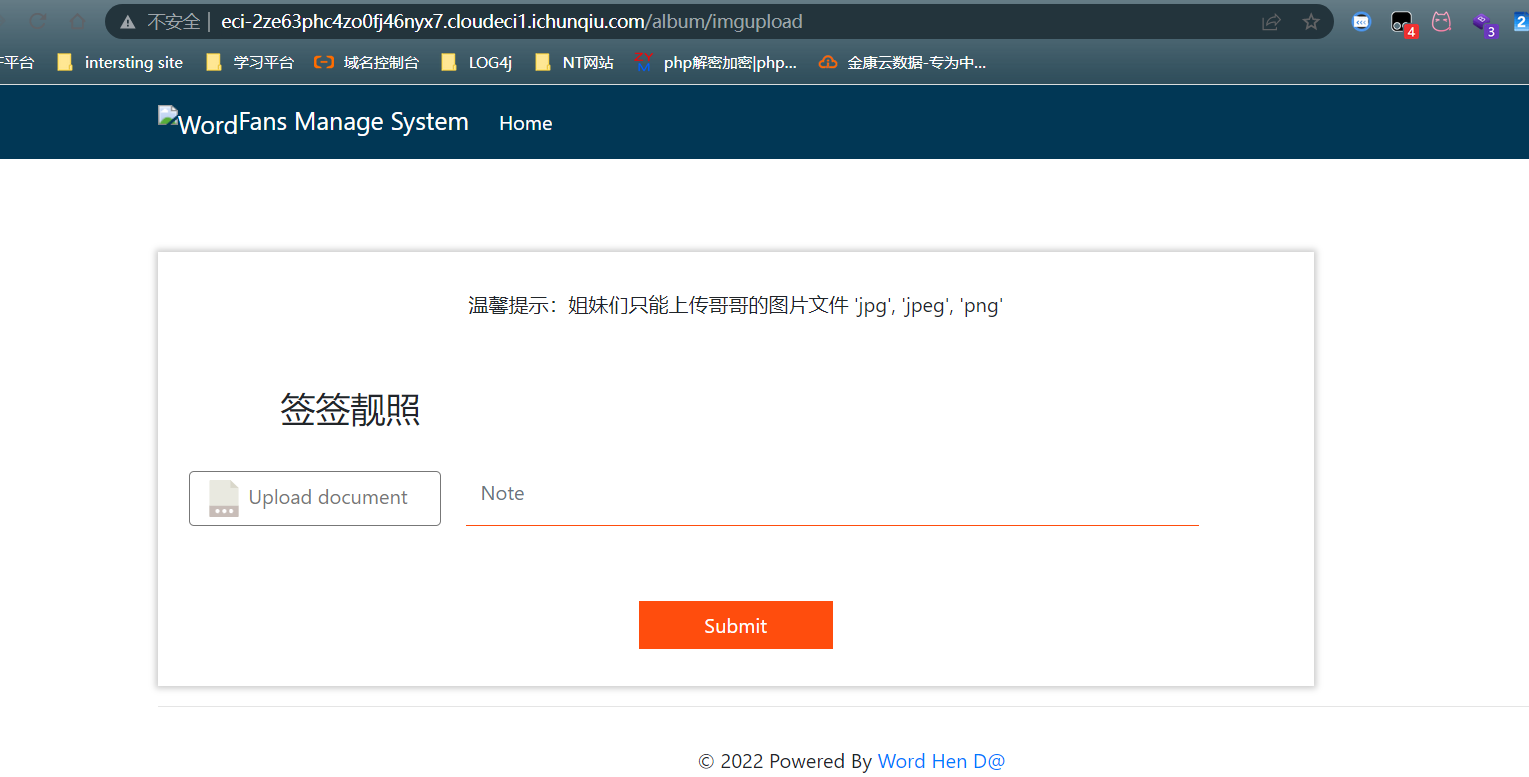 不安全 eci-2ze63phc4zo0fj46nyx7.cloudeci1.ichunqiu.com/album/imgupload 4 3 2
平台 intersting site 学习平台 域名控制台 LOG4j NT网站 php解密加密|php... 金康云数据-专为中...
WordFans Manage System Home
温馨提示：姐妹们只能上传哥哥的图片文件 'jpg', 'jpeg', 'png'
签签靓照
Upload document Note
Submit
© 2022 Powered By Word Hen D@